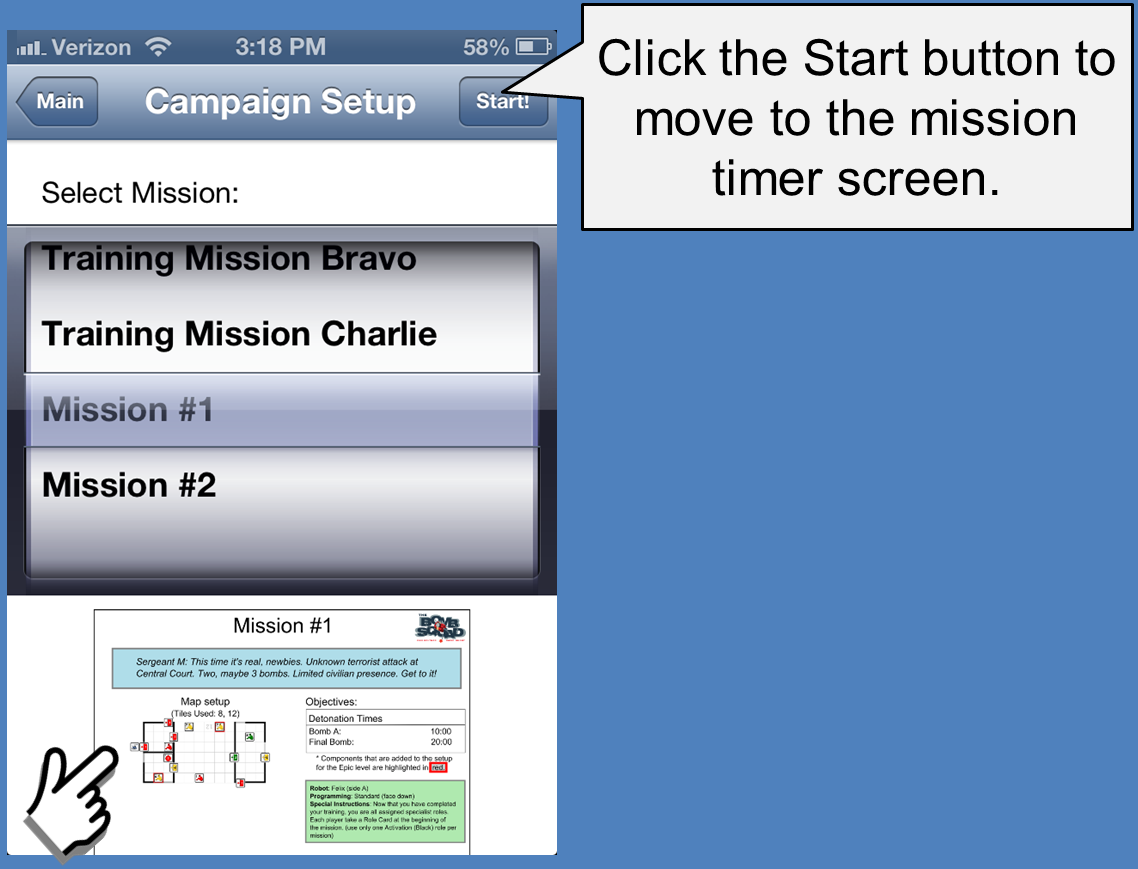 Verizon 3:18 PM 58%
Main Campaign Setup Start!
Click the Start button to
move to the mission
timer screen.
Select Mission:
Training Mission Bravo
Training Mission Charlie
Mission #1
Mission #2
Mission #1
THE
BOMB
SQUAD
Sergeant M: This time it's real, newbies. Unknown terrorist attack at
Central Court. Two, maybe 3 bombs. Limited civilian presence. Get to it!
Map setup
(Tiles Used: 8, 12)
Objectives:
Detonation Times
Bomb A: 10:00
Final Bomb: 20:00
* Components that are added to the setup
for the Epic level are highlighted in red.
Robot: Felix (side A)
Programming: Standard (face down)
Special Instructions: Now that you have completed
your training, you are all assigned specialist roles.
Each player take a Role Card at the beginning of
the mission. (use only one Activation (Black) role per
mission)